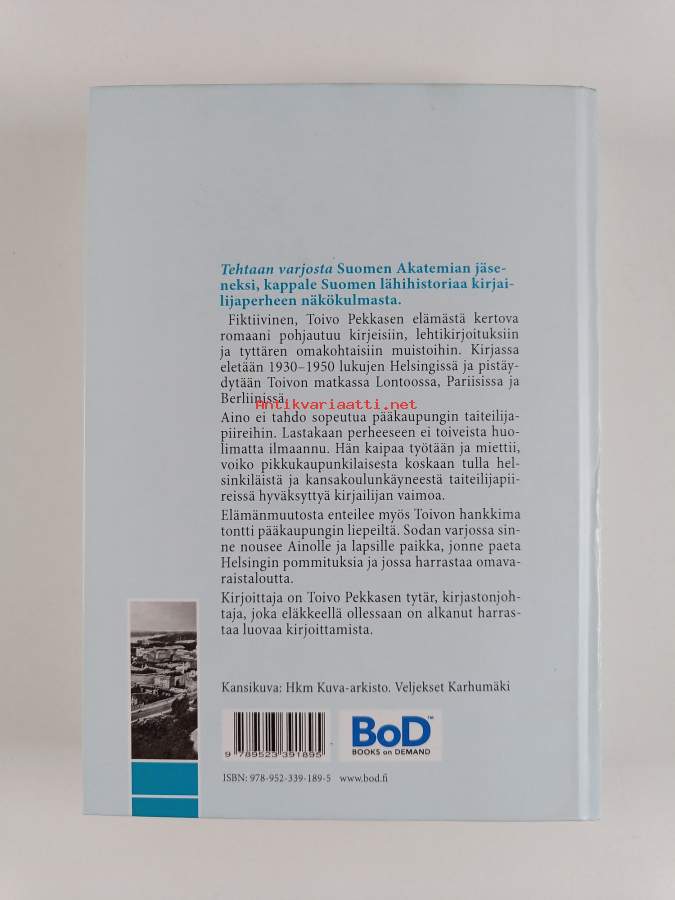 Tehtaan varjosta Suomen Akatemian jäse-
neksi, kappale Suomen lähihistoriaa kirjai-
lijaperheen näkökulmasta.
Fiktiivinen, Toivo Pekkasen elämästä kertova
romaani pohjautuu kirjeisiin, lehtikirjoituksiin
ja tyttären omakohtaisiin muistoihin. Kirjassa
eletään 1930–1950 lukujen Helsingissä ja pistäy-
dytään Toivon matkassa Lontoossa, Pariisissa ja
Berliinissä.
Antikvariaatti.net
Aino ei tahdo sopeutua pääkaupungin taiteilija-
piireihin. Lastakaan perheeseen ei toiveista huo-
limatta ilmaannu. Hän kaipaa työtään ja miettii,
voiko pikkukaupunkilaisesta koskaan tulla hel-
sinkiläistä ja kansakoulunkäyneestä taiteilijapii-
reissä hyväksyttyä kirjailijan vaimoa.
Elämänmuutosta enteilee myös Toivon hankkima
tontti pääkaupungin liepeiltä. Sodan varjossa sin-
ne nousee Ainolle ja lapsille paikka, jonne paeta
Helsingin pommituksia ja jossa harrastaa omava-
raistaloutta.
Kirjoittaja on Toivo Pekkasen tytär, kirjastonjoh-
taja, joka eläkkeellä ollessaan on alkanut harras-
taa luovaa kirjoittamista.
Kansikuva: Hkm Kuva-arkisto. Veljekset Karhumäki
9 789523 391895
BoD™
BOOKS on DEMAND
ISBN: 978-952-339-189-5 www.bod.fi